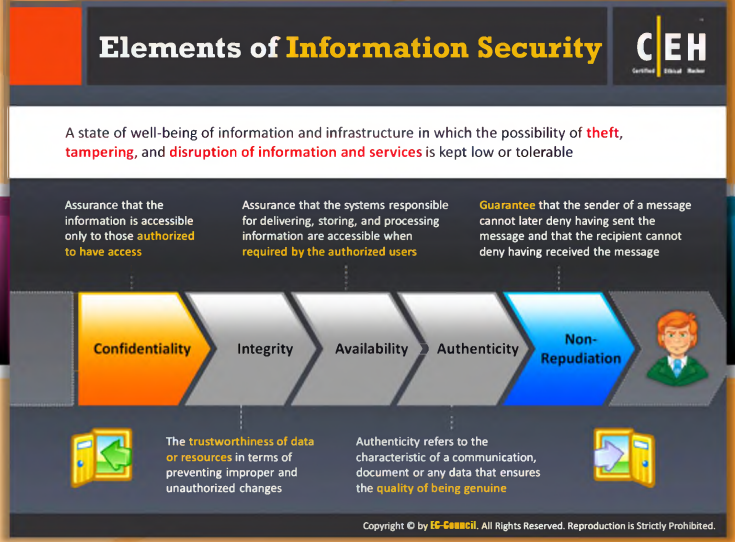 Elements of Information Security
C|EH
Certified Ethical Hacker
A state of well-being of information and infrastructure in which the possibility of theft,
tampering, and disruption of information and services is kept low or tolerable
Assurance that the
information is accessible
only to those authorized
to have access
Assurance that the systems responsible
for delivering, storing, and processing
information are accessible when
required by the authorized users
Guarantee that the sender of a message
cannot later deny having sent the
message and that the recipient cannot
deny having received the message
Confidentiality
Integrity
Availability
Authenticity
Non-
Repudiation
The trustworthiness of data
or resources in terms of
preventing improper and
unauthorized changes
Authenticity refers to the
characteristic of a communication,
document or any data that ensures
the quality of being genuine
Copyright © by EC-Council. All Rights Reserved. Reproduction is Strictly Prohibited.